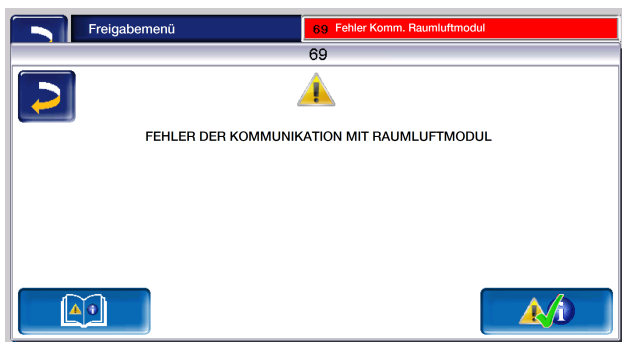 Freigabemenü
69 Fehler Komm. Raumluftmodul
69
FEHLER DER KOMMUNIKATION MIT RAUMLUFTMODUL